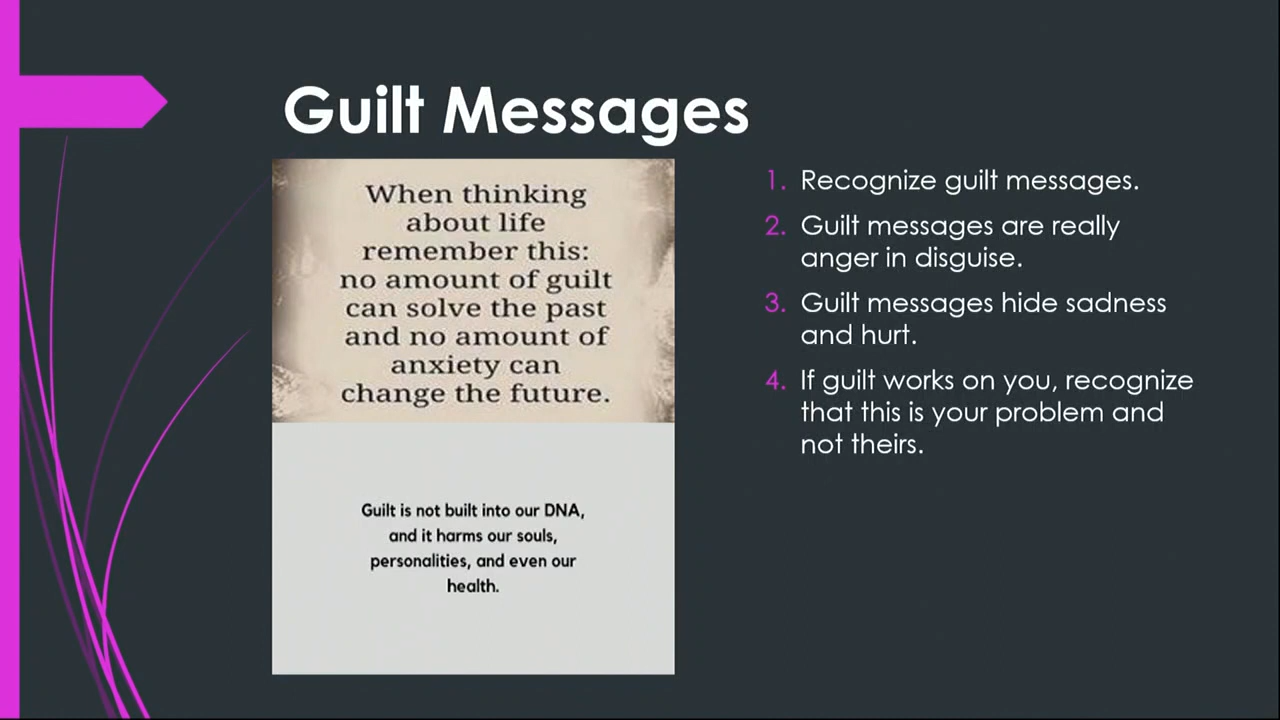 Guilt Messages
When thinking
about life
remember this:
no amount of guilt
can solve the past
and no amount of
anxiety can
change the future.
Guilt is not built into our DNA,
and it harms our souls,
personalities, and even our
health.
1. Recognize guilt messages.
2. Guilt messages are really
anger in disguise.
3. Guilt messages hide sadness
and hurt.
4. If guilt works on you, recognize
that this is your problem and
not theirs.